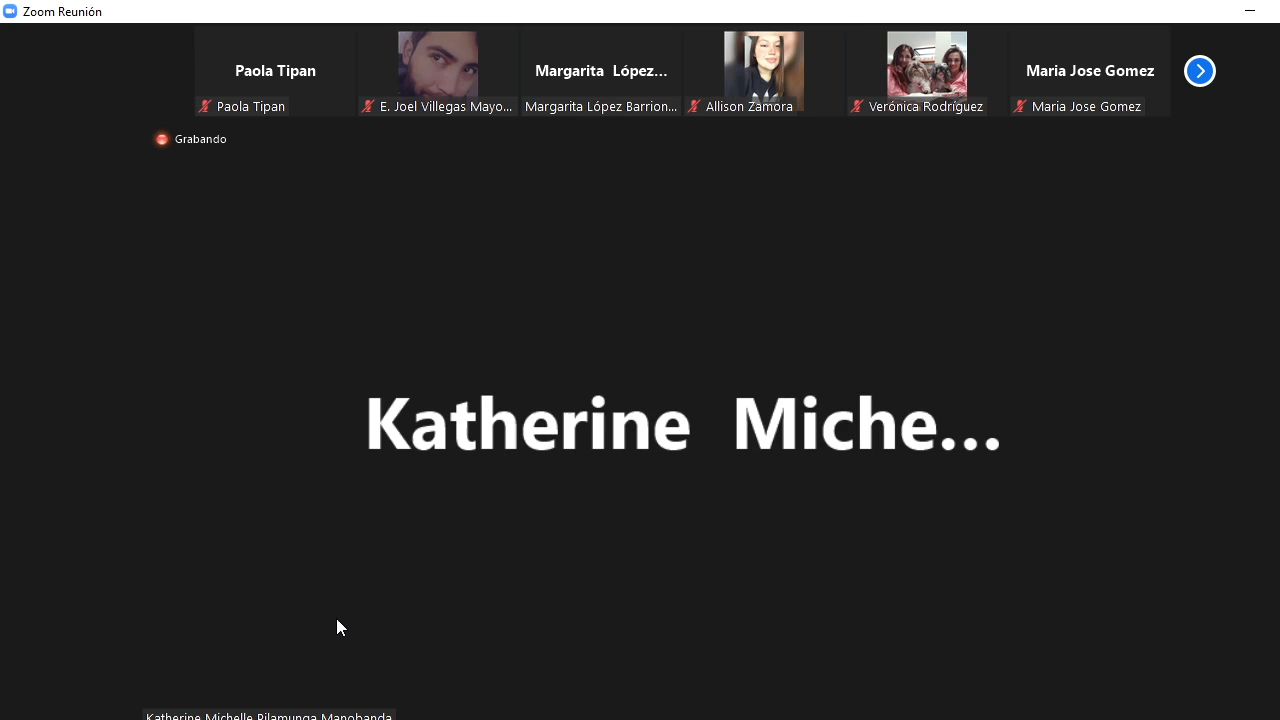 Zoom Reunión
Paola Tipan
Margarita López...
Maria Jose Gomez
Paola Tipan
E. Joel Villegas Mayo...
Margarita López Barrion...
Allison Zamora
Verónica Rodríguez
Maria Jose Gomez
Grabando
Katherine Miche...
Katherine Michelle Pilamunga Manobanda